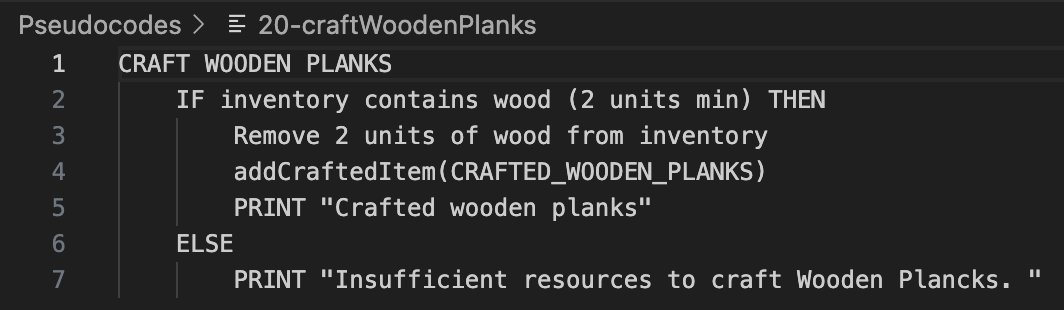 Pseudocodes > 20-craftWoodenPlanks
1 CRAFT WOODEN PLANKS
2 IF inventory contains wood (2 units min) THEN
3 Remove 2 units of wood from inventory
4 addCraftedItem(CRAFTED_WOODEN_PLANKS)
5 PRINT "Crafted wooden planks"
6 ELSE
7 PRINT "Insufficient resources to craft Wooden Plancks. "